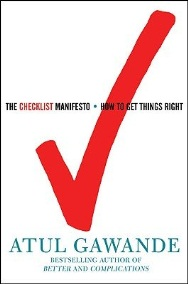 THE CHECKLIST MANIFESTO • HOW TO GET THINGS RIGHT
ATUL GAWANDE
BESTSELLING AUTHOR OF
BETTER AND COMPLICATIONS